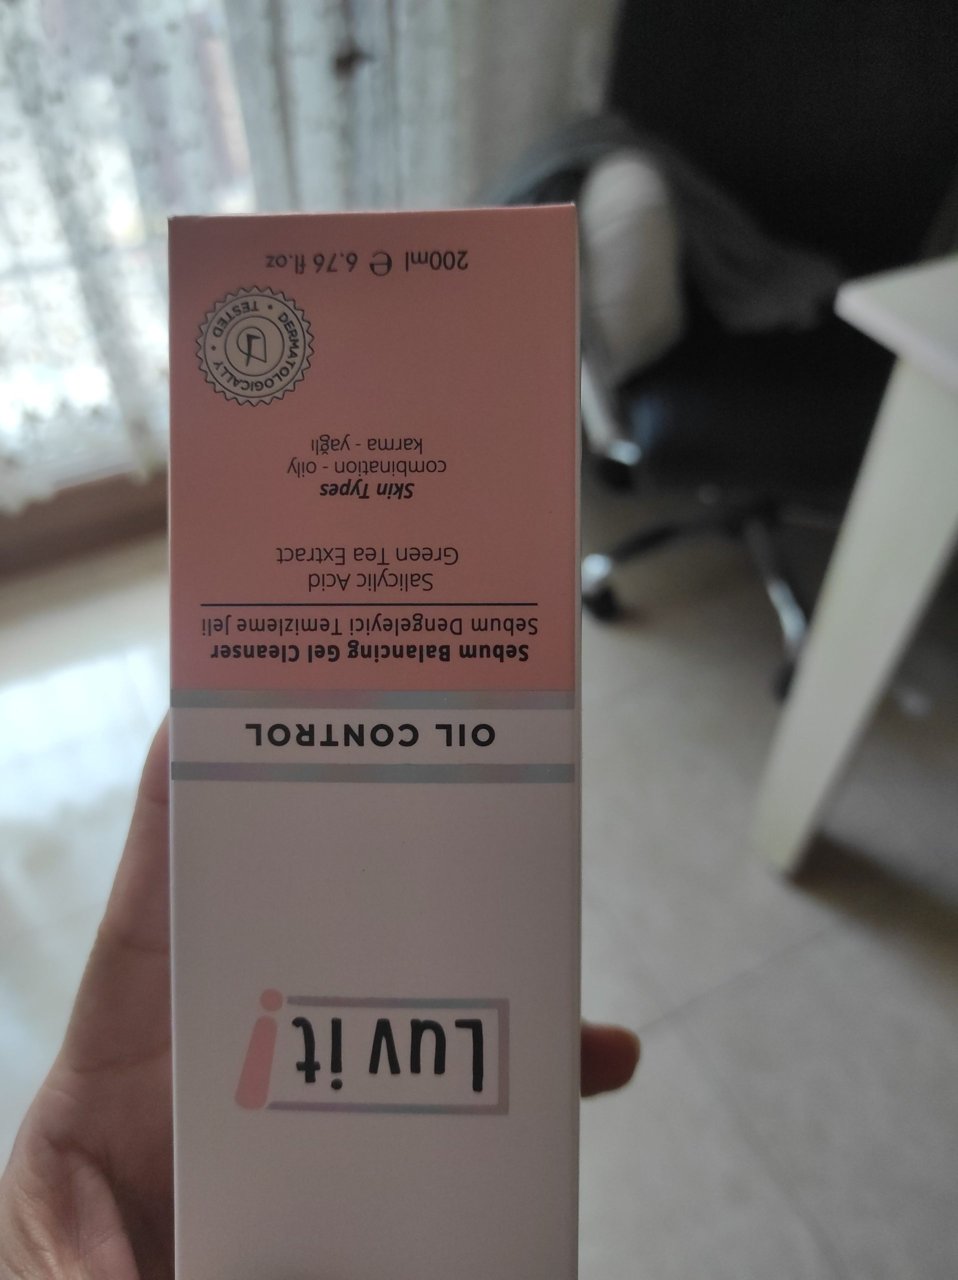 Luv it!
OIL CONTROL
Sebum Balancing Gel Cleanser
Sebum Dengeleyici Temizleme Jeli
Salicylic Acid
Green Tea Extract
Skin Types
combination - oily
karma - yağlı
DERMATOLOGICALLY • TESTED •
200ml ℮ 6.76 fl.oz